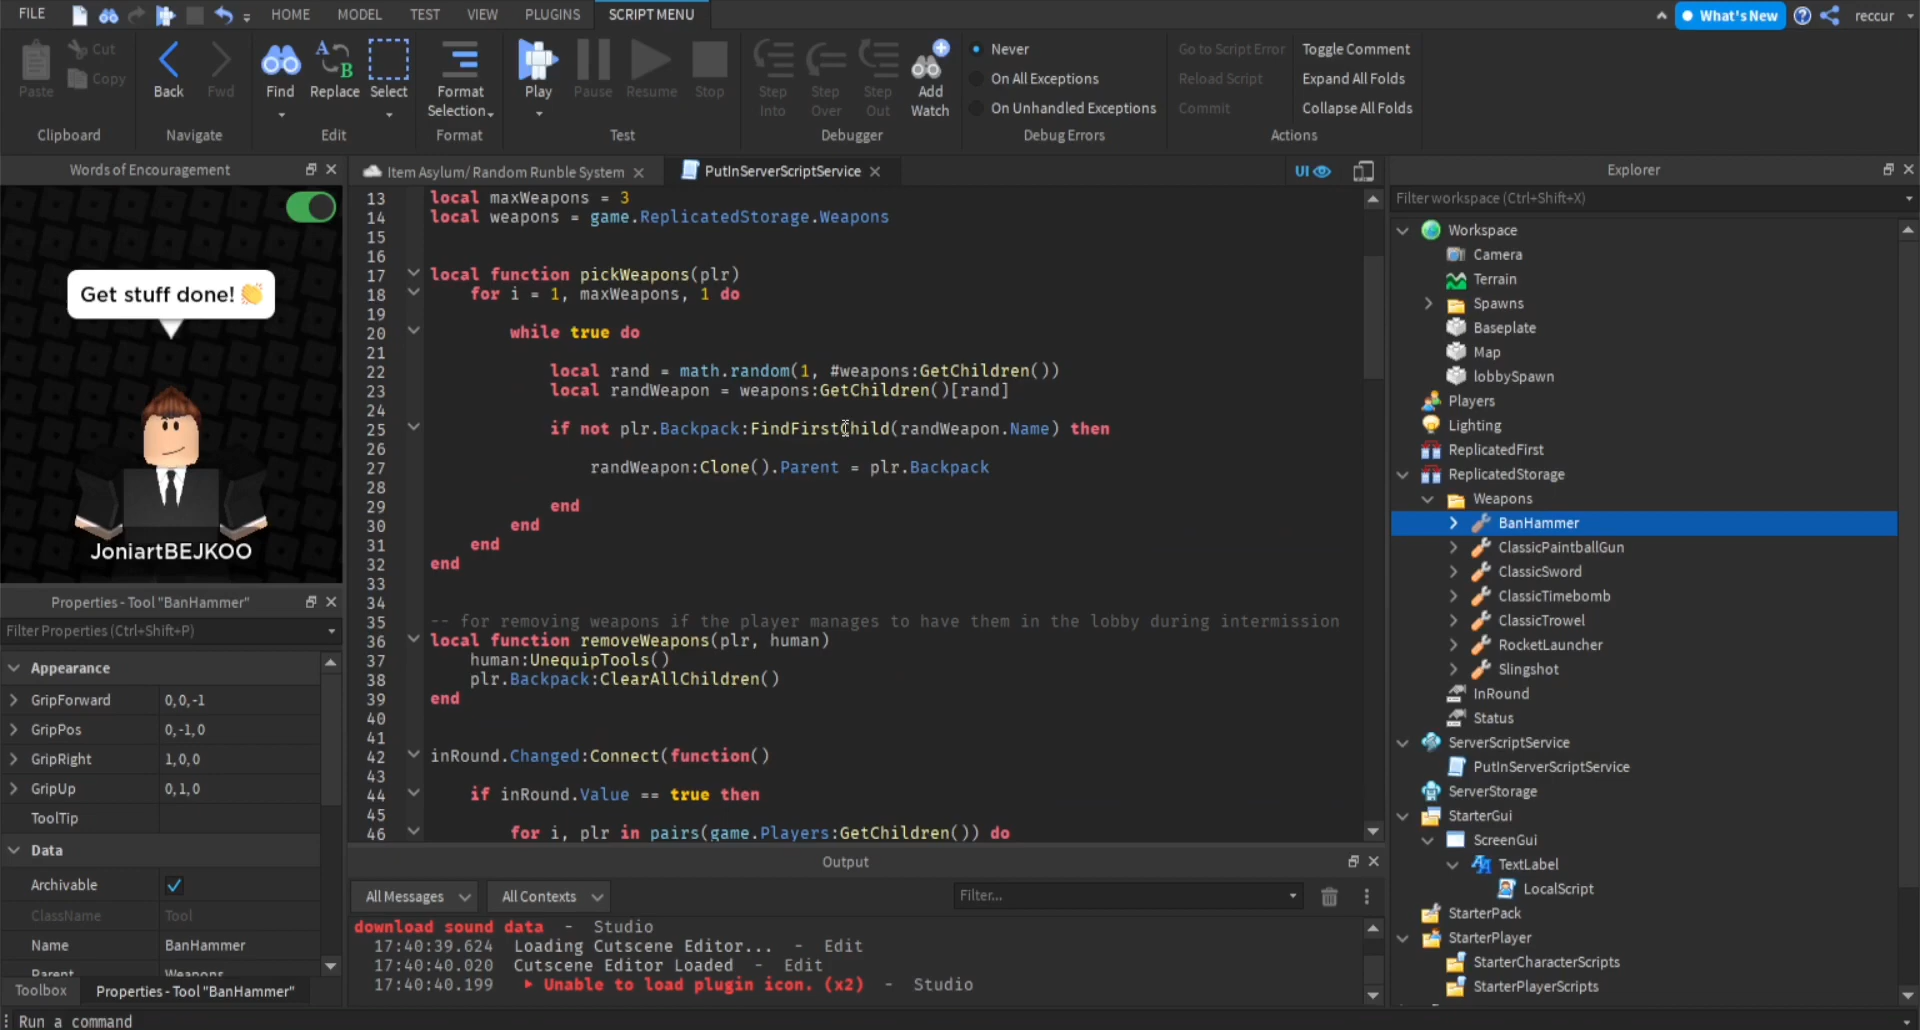 FILE HOME MODEL TEST VIEW PLUGINS SCRIPT MENU What's New reccur
Paste Cut Copy Back Fwd Find Replace Select Format Selection Play Pause Resume Stop Step Into Step Over Step Out Add Watch
Never
On All Exceptions
On Unhandled Exceptions
Go to Script Error
Reload Script
Commit
Toggle Comment
Expand All Folds
Collapse All Folds
Clipboard Navigate Edit Format Test Debugger Debug Errors Actions
Words of Encouragement
Get stuff done! 👏
JoniartBEJKOO
Properties - Tool "BanHammer"
Filter Properties (Ctrl+Shift+P)
Appearance
GripForward 0,0,-1
GripPos 0,-1,0
GripRight 1,0,0
GripUp 0,1,0
ToolTip
Data
Archivable
ClassName Tool
Name BanHammer
Parent Weapons
Toolbox Properties - Tool "BanHammer"
Run a command
Item Asylum/ Random Rumble System PutInServerScriptService UI
13 local maxWeapons = 3
14 local weapons = game.ReplicatedStorage.Weapons
15
16
17 local function pickWeapons(plr)
18 for i = 1, maxWeapons, 1 do
19
20 while true do
21
22 local rand = math.random(1, #weapons:GetChildren())
23 local randWeapon = weapons:GetChildren()[rand]
24
25 if not plr.Backpack:FindFirstChild(randWeapon.Name) then
26
27 randWeapon:Clone().Parent = plr.Backpack
28
29 end
30 end
31 end
32 end
33
34
35 -- for removing weapons if the player manages to have them in the lobby during intermission
36 local function removeWeapons(plr, human)
37 human:UnequipTools()
38 plr.Backpack:ClearAllChildren()
39 end
40
41
42 inRound.Changed:Connect(function()
43
44 if inRound.Value == true then
45
46 for i, plr in pairs(game.Players:GetChildren()) do
Output
All Messages All Contexts Filter...
download sound data - Studio
17:40:39.624 Loading Cutscene Editor... - Edit
17:40:40.020 Cutscene Editor Loaded - Edit
17:40:40.199 Unable to load plugin icon. (x2) - Studio
Explorer
Filter workspace (Ctrl+Shift+X)
Workspace
Camera
Terrain
Spawns
Baseplate
Map
lobbySpawn
Players
Lighting
ReplicatedFirst
ReplicatedStorage
Weapons
BanHammer
ClassicPaintballGun
ClassicSword
ClassicTimebomb
ClassicTrowel
RocketLauncher
Slingshot
InRound
Status
ServerScriptService
PutInServerScriptService
ServerStorage
StarterGui
ScreenGui
TextLabel
LocalScript
StarterPack
StarterPlayer
StarterCharacterScripts
StarterPlayerScripts